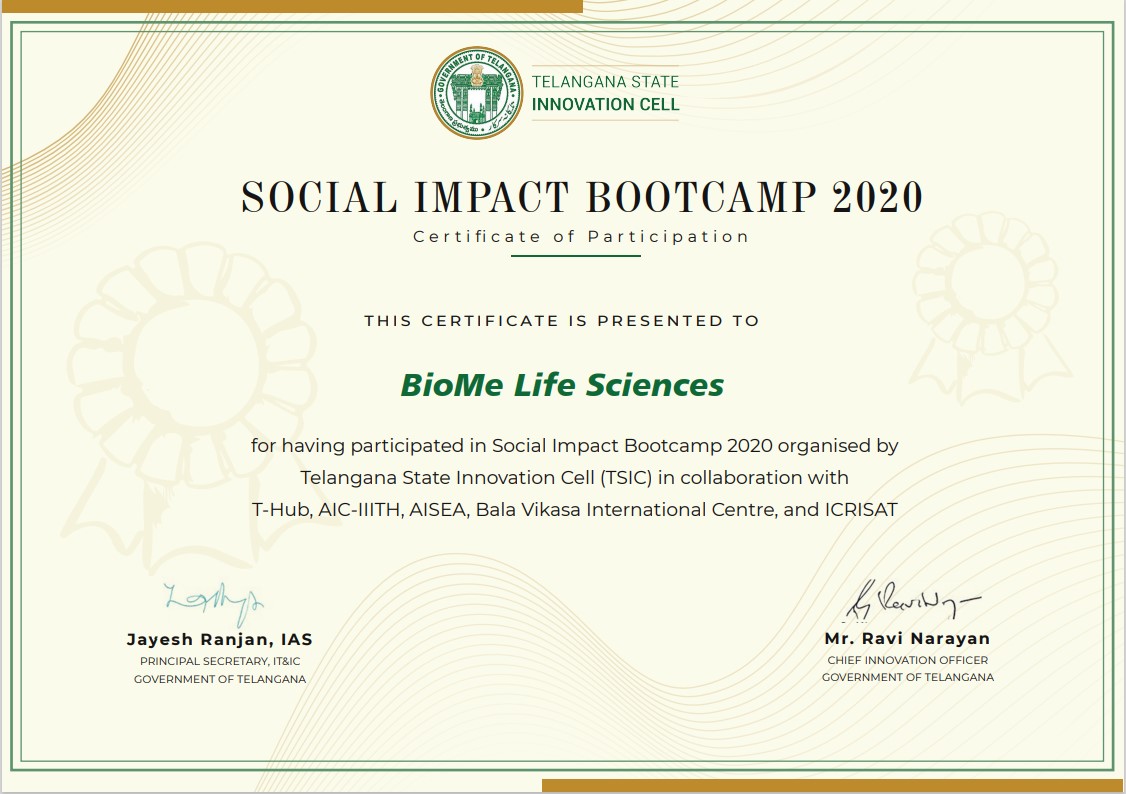 GOVERNMENT OF TELANGANA
తెలంగాణ ప్రభుత్వము
TELANGANA STATE
INNOVATION CELL
SOCIAL IMPACT BOOTCAMP 2020
Certificate of Participation
THIS CERTIFICATE IS PRESENTED TO
BioMe Life Sciences
for having participated in Social Impact Bootcamp 2020 organised by
Telangana State Innovation Cell (TSIC) in collaboration with
T-Hub, AIC-IIITH, AISEA, Bala Vikasa International Centre, and ICRISAT
Jayesh Ranjan, IAS
PRINCIPAL SECRETARY, IT&IC
GOVERNMENT OF TELANGANA
Mr. Ravi Narayan
CHIEF INNOVATION OFFICER
GOVERNMENT OF TELANGANA